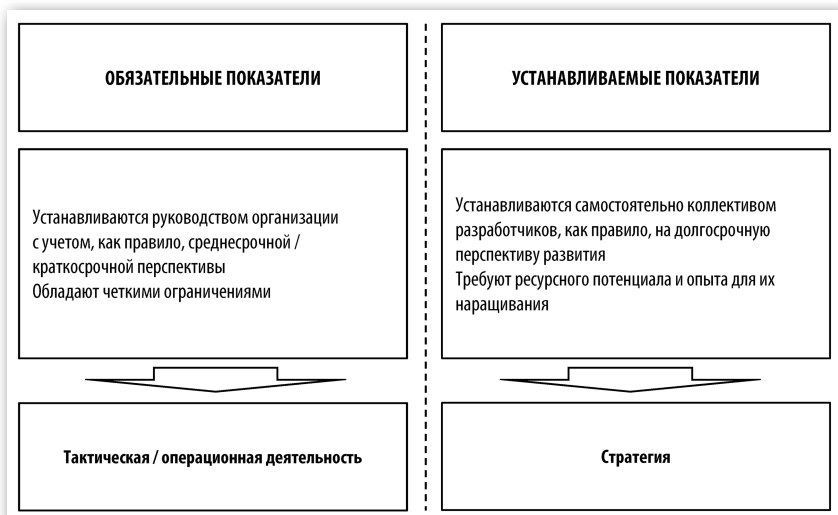 ОБЯЗАТЕЛЬНЫЕ ПОКАЗАТЕЛИ
Устанавливаются руководством организации
с учетом, как правило, среднесрочной /
краткосрочной перспективы
Обладают четкими ограничениями
Тактическая / операционная деятельность
УСТАНАВЛИВАЕМЫЕ ПОКАЗАТЕЛИ
Устанавливаются самостоятельно коллективом
разработчиков, как правило, на долгосрочную
перспективу развития
Требуют ресурсного потенциала и опыта для их
наращивания
Стратегия